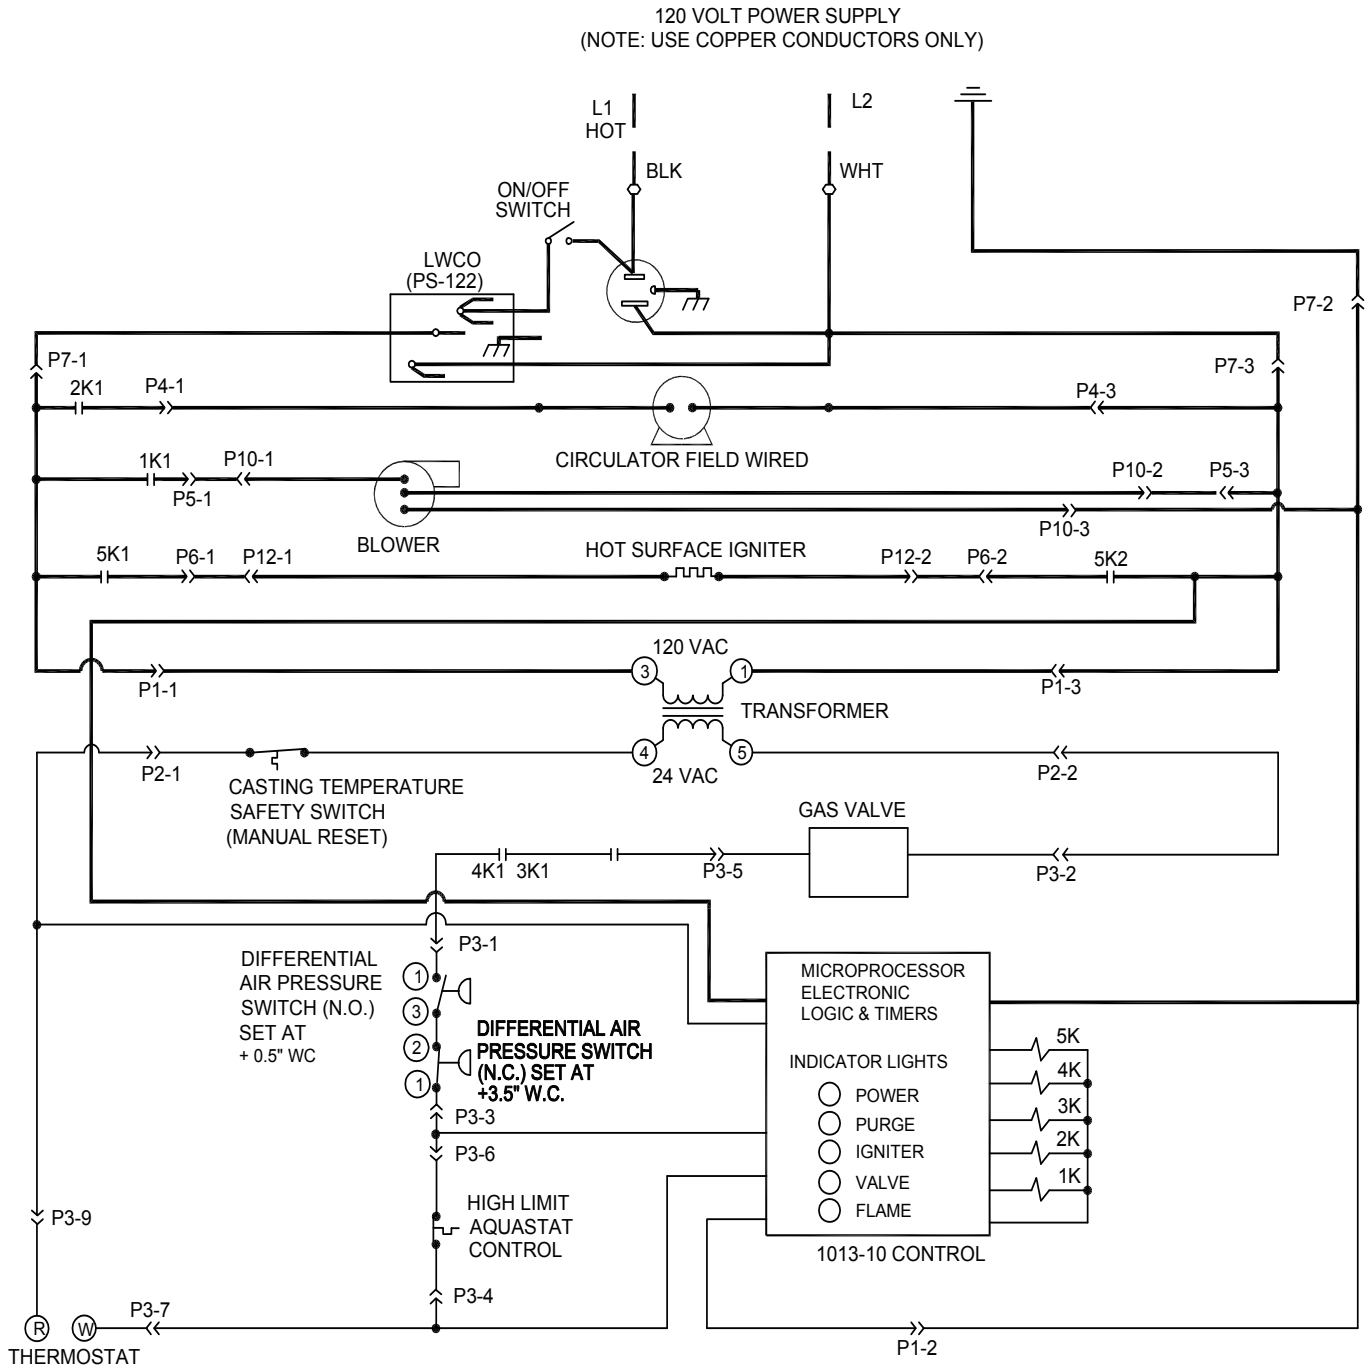 120 VOLT POWER SUPPLY
(NOTE: USE COPPER CONDUCTORS ONLY)
L1
HOT
L2
BLK
WHT
ON/OFF
SWITCH
LWCO
(PS-122)
P7-2
P7-1
P7-3
2K1
P4-1
P4-3
CIRCULATOR FIELD WIRED
1K1
P10-1
P5-1
P10-2
P5-3
P10-3
BLOWER
5K1
P6-1
P12-1
HOT SURFACE IGNITER
P12-2
P6-2
5K2
120 VAC
3
1
P1-1
P1-3
TRANSFORMER
4
5
24 VAC
P2-1
P2-2
CASTING TEMPERATURE
SAFETY SWITCH
(MANUAL RESET)
GAS VALVE
4K1
3K1
P3-5
P3-2
P3-1
DIFFERENTIAL
AIR PRESSURE
SWITCH (N.O.)
SET AT
+ 0.5" WC
1
3
2
1
DIFFERENTIAL AIR
PRESSURE SWITCH
(N.C.) SET AT
+3.5" W.C.
P3-3
P3-6
MICROPROCESSOR
ELECTRONIC
LOGIC & TIMERS
INDICATOR LIGHTS
POWER
PURGE
IGNITER
VALVE
FLAME
5K
4K
3K
2K
1K
1013-10 CONTROL
HIGH LIMIT
AQUASTAT
CONTROL
P3-9
P3-4
P3-7
R
W
THERMOSTAT
P1-2